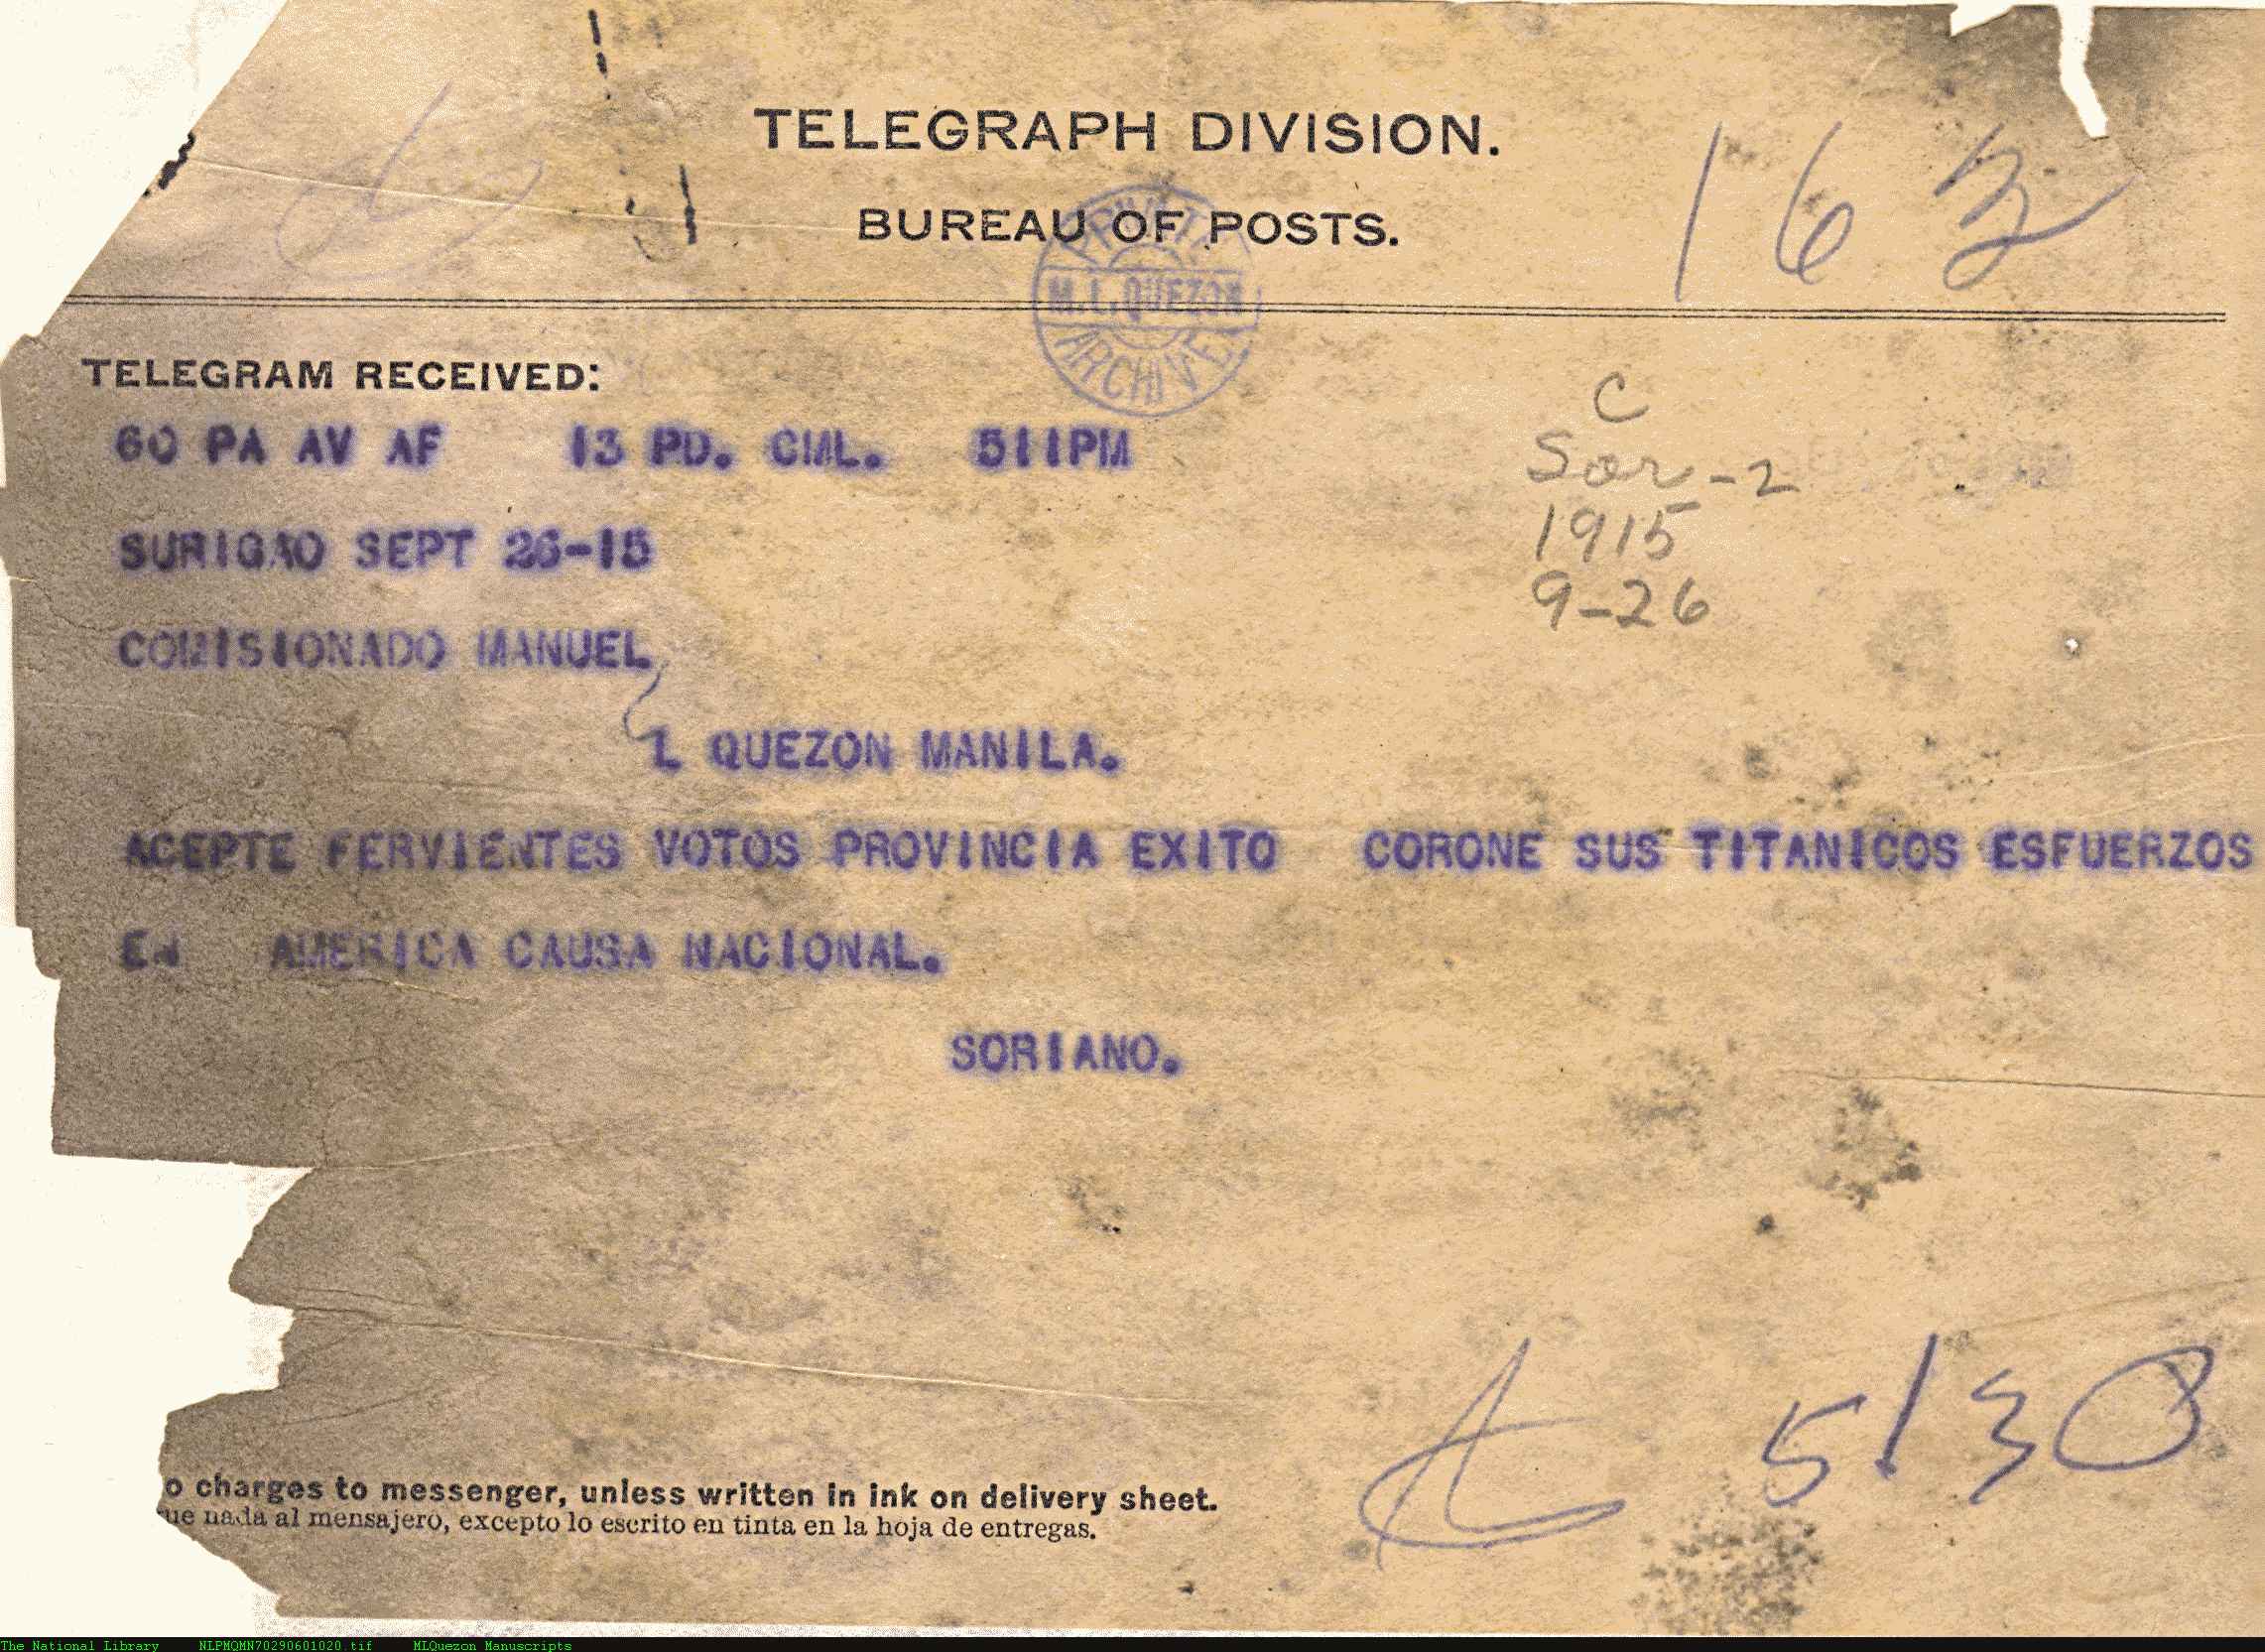 TELEGRAPH DIVISION.
BUREAU OF POSTS.
PRIVATE
M.L.QUEZON
ARCHIVE
16
TELEGRAM RECEIVED:
60 PA AV AF 13 PD. CML. 511PM
C
Sor-2
1915
9-26
SURIGAO SEPT 26-15
COMISIONADO MANUEL
L QUEZON MANILA.
ACEPTE FERVIENTES VOTOS PROVINCIA EXITO CORONE SUS TITANICOS ESFUERZOS
EN AMERICA CAUSA NACIONAL.
SORIANO.
5130
o charges to messenger, unless written in ink on delivery sheet.
ue nada al mensajero, excepto lo escrito en tinta en la hoja de entregas.
The National Library NLPMQMN70290601020.tif MLQuezon Manuscripts